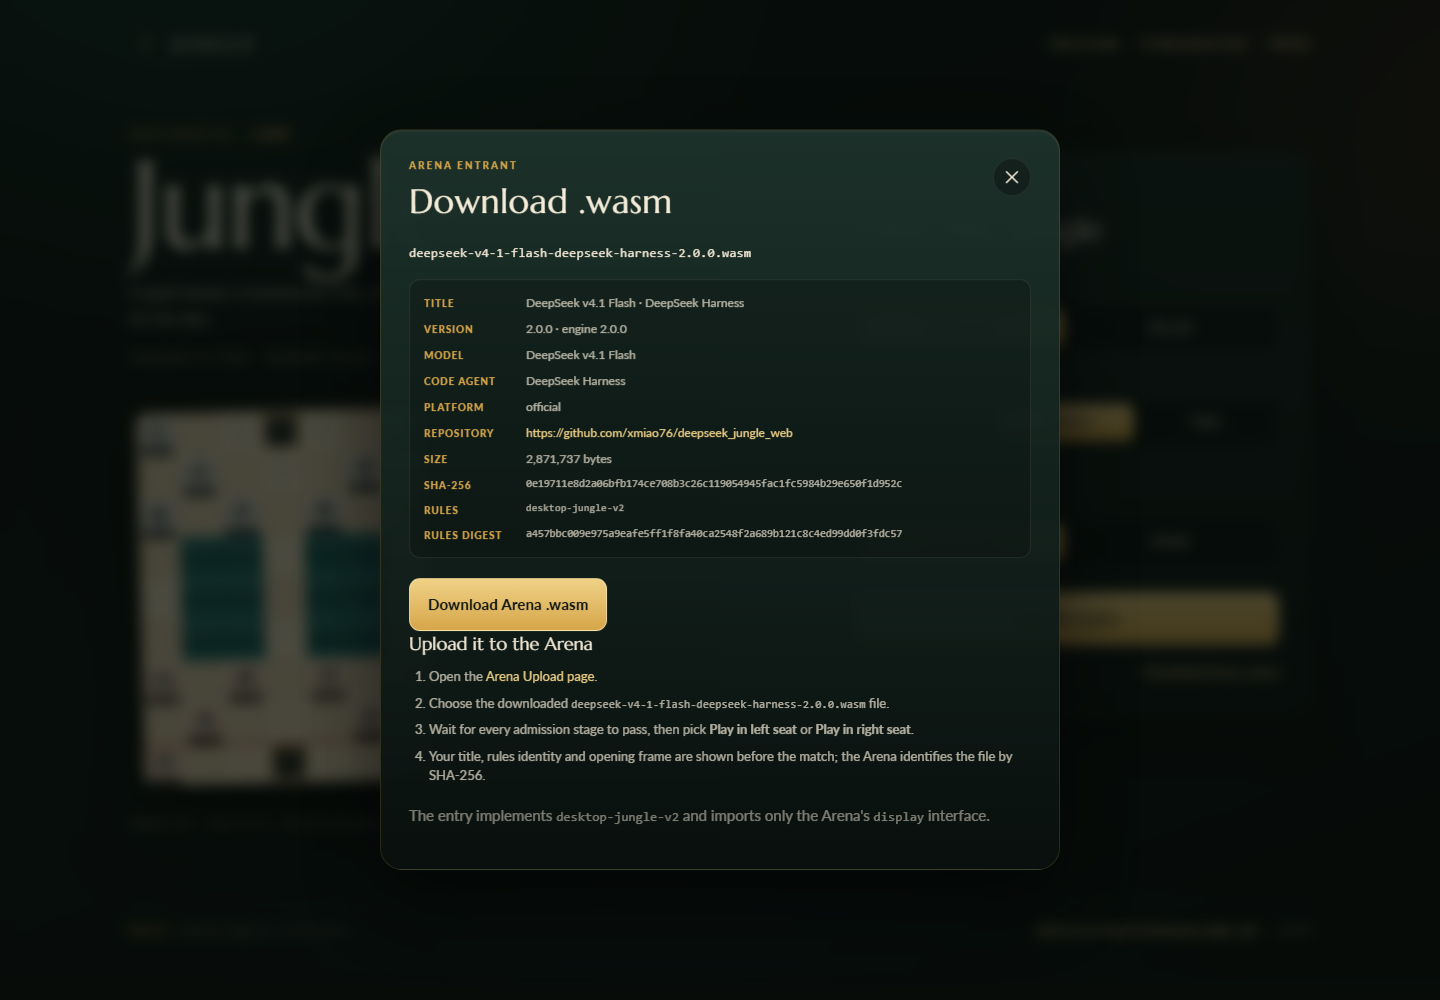 ARENA ENTRANT
Download .wasm
deepseek-v4-1-flash-deepseek-harness-2.0.0.wasm
TITLE DeepSeek v4.1 Flash · DeepSeek Harness
VERSION 2.0.0 · engine 2.0.0
MODEL DeepSeek v4.1 Flash
CODE AGENT DeepSeek Harness
PLATFORM official
REPOSITORY https://github.com/xmiao76/deepseek_jungle_web
SIZE 2,871,737 bytes
SHA-256 0e19711e8d2a06bfb174ce708b3c26c119054945fac1fc5984b29e650f1d952c
RULES desktop-jungle-v2
RULES DIGEST a457bbc009e975a9eafe5ff1f8fa40ca2548f2a689b121c8c4ed99dd0f3fdc57
Download Arena .wasm
Upload it to the Arena
1. Open the Arena Upload page.
2. Choose the downloaded deepseek-v4-1-flash-deepseek-harness-2.0.0.wasm file.
3. Wait for every admission stage to pass, then pick Play in left seat or Play in right seat.
4. Your title, rules identity and opening frame are shown before the match; the Arena identifies the file by
SHA-256.
The entry implements desktop-jungle-v2 and imports only the Arena's display interface.